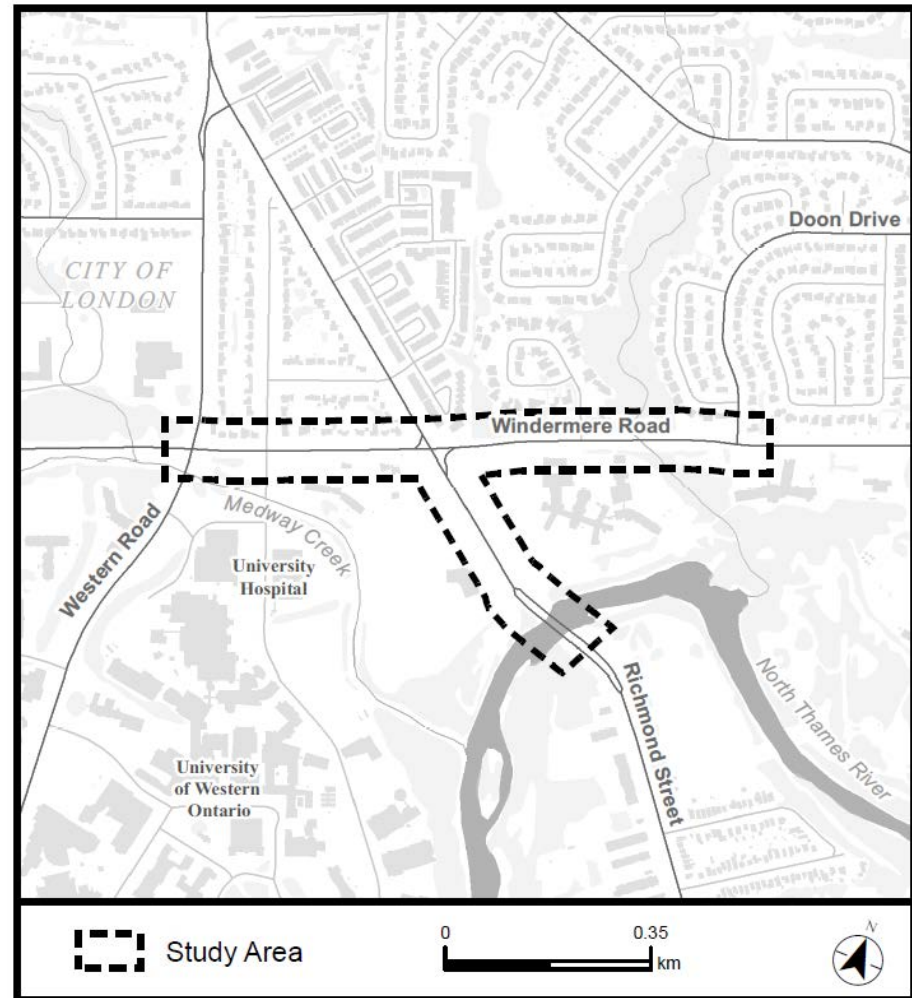 Doon Drive
CITY OF
LONDON
Windermere Road
Medway Creek
Western Road
University
Hospital
Richmond Street
North Thames River
University
of Western
Ontario
Study Area
0 0.35
km
N